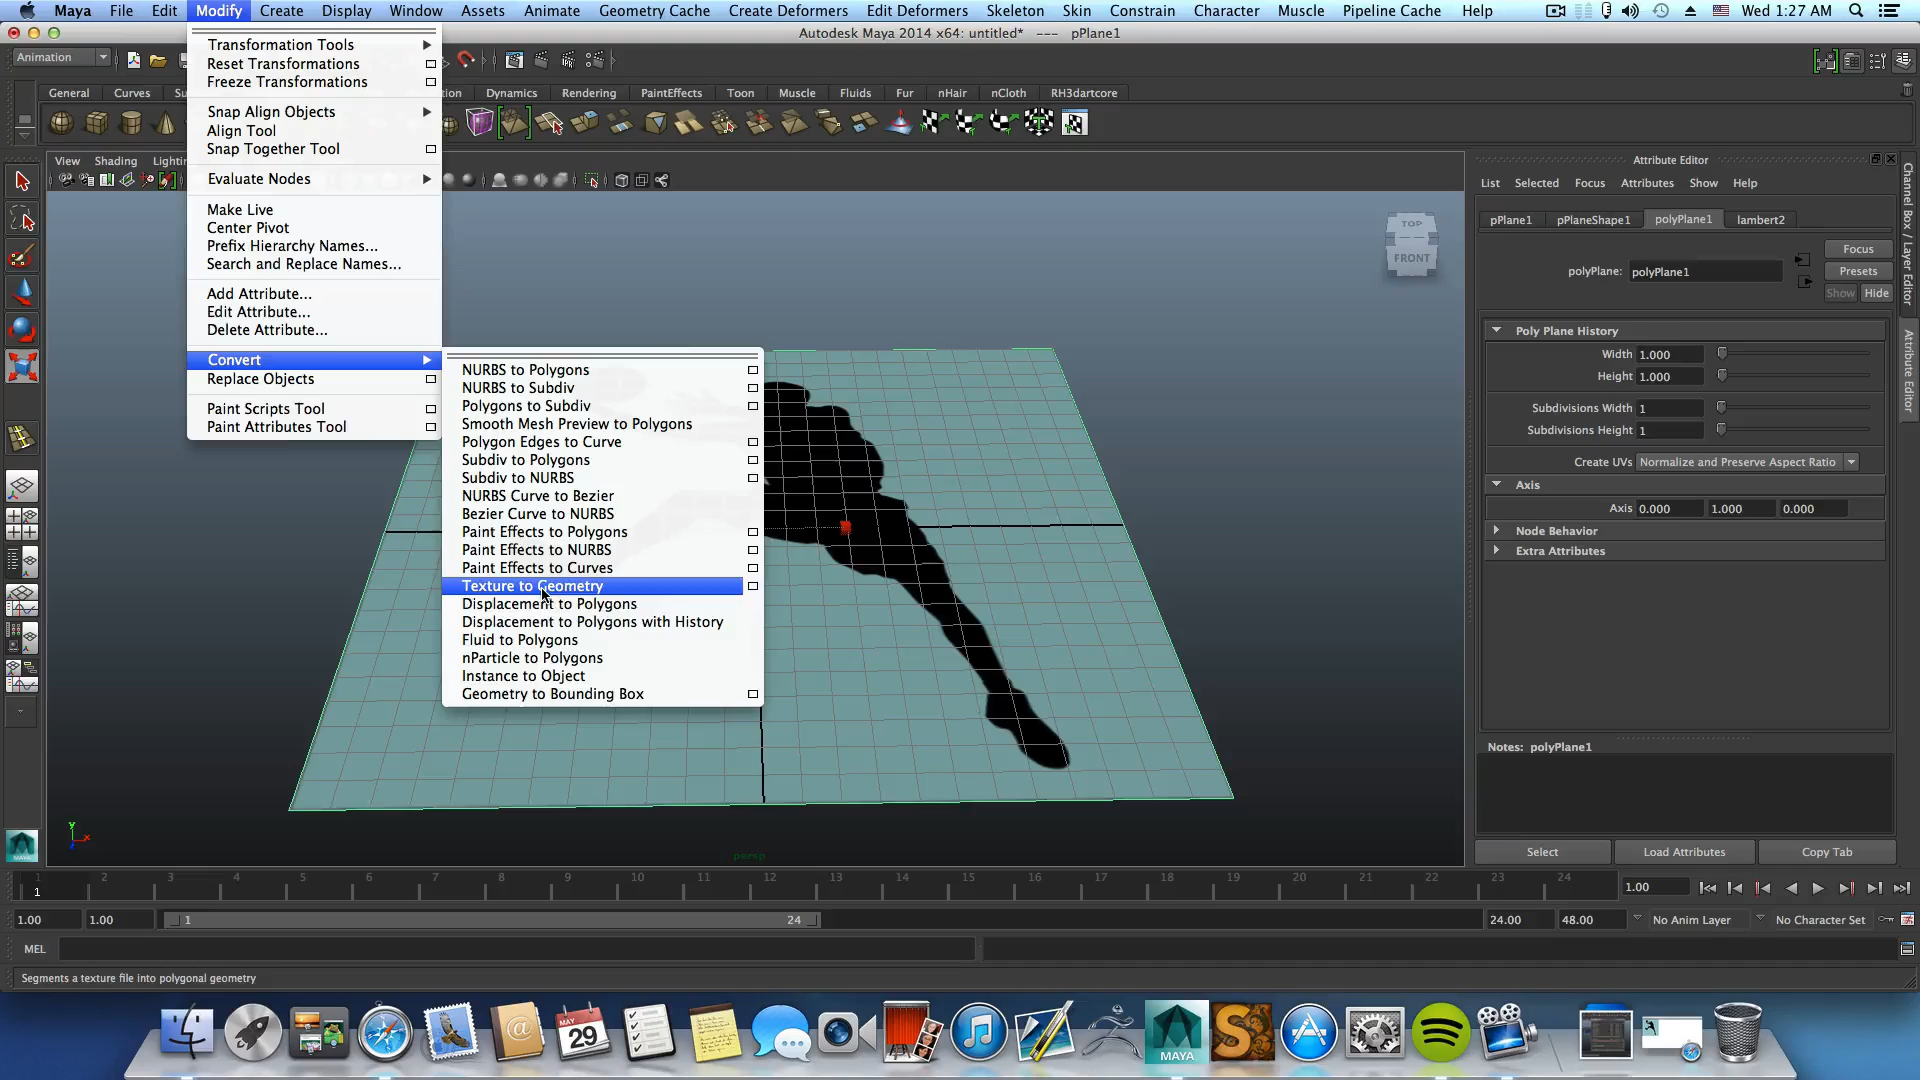 Maya File Edit Modify Create Display Window Assets Animate Geometry Cache Create Deformers Edit Deformers Skeleton Skin Constrain Character Muscle Pipeline Cache Help Wed 1:27 AM
Autodesk Maya 2014 x64: untitled* --- pPlane1
Animation
General Curves Su tion Dynamics Rendering PaintEffects Toon Muscle Fluids Fur nHair nCloth RH3dartcore
View Shading Lightin
Transformation Tools
Reset Transformations
Freeze Transformations
Snap Align Objects
Align Tool
Snap Together Tool
Evaluate Nodes
Make Live
Center Pivot
Prefix Hierarchy Names...
Search and Replace Names...
Add Attribute...
Edit Attribute...
Delete Attribute...
Convert
Replace Objects
Paint Scripts Tool
Paint Attributes Tool
NURBS to Polygons
NURBS to Subdiv
Polygons to Subdiv
Smooth Mesh Preview to Polygons
Polygon Edges to Curve
Subdiv to Polygons
Subdiv to NURBS
NURBS Curve to Bezier
Bezier Curve to NURBS
Paint Effects to Polygons
Paint Effects to NURBS
Paint Effects to Curves
Texture to Geometry
Displacement to Polygons
Displacement to Polygons with History
Fluid to Polygons
nParticle to Polygons
Instance to Object
Geometry to Bounding Box
TOP
FRONT
persp
y
x
Attribute Editor
List Selected Focus Attributes Show Help
pPlane1 pPlaneShape1 polyPlane1 lambert2
Focus
polyPlane: polyPlane1 Presets
Show Hide
Poly Plane History
Width 1.000
Height 1.000
Subdivisions Width 1
Subdivisions Height 1
Create UVs Normalize and Preserve Aspect Ratio
Axis
Axis 0.000 1.000 0.000
Node Behavior
Extra Attributes
Notes: polyPlane1
Select Load Attributes Copy Tab
Channel Box / Layer Editor
Attribute Editor
1 2 3 4 5 6 7 8 9 10 11 12 13 14 15 16 17 18 19 20 21 22 23 24
1 1.00
1.00 1.00 1 24 24.00 48.00 No Anim Layer No Character Set
MEL
Segments a texture file into polygonal geometry
MAYA
MAY
29
MAYA